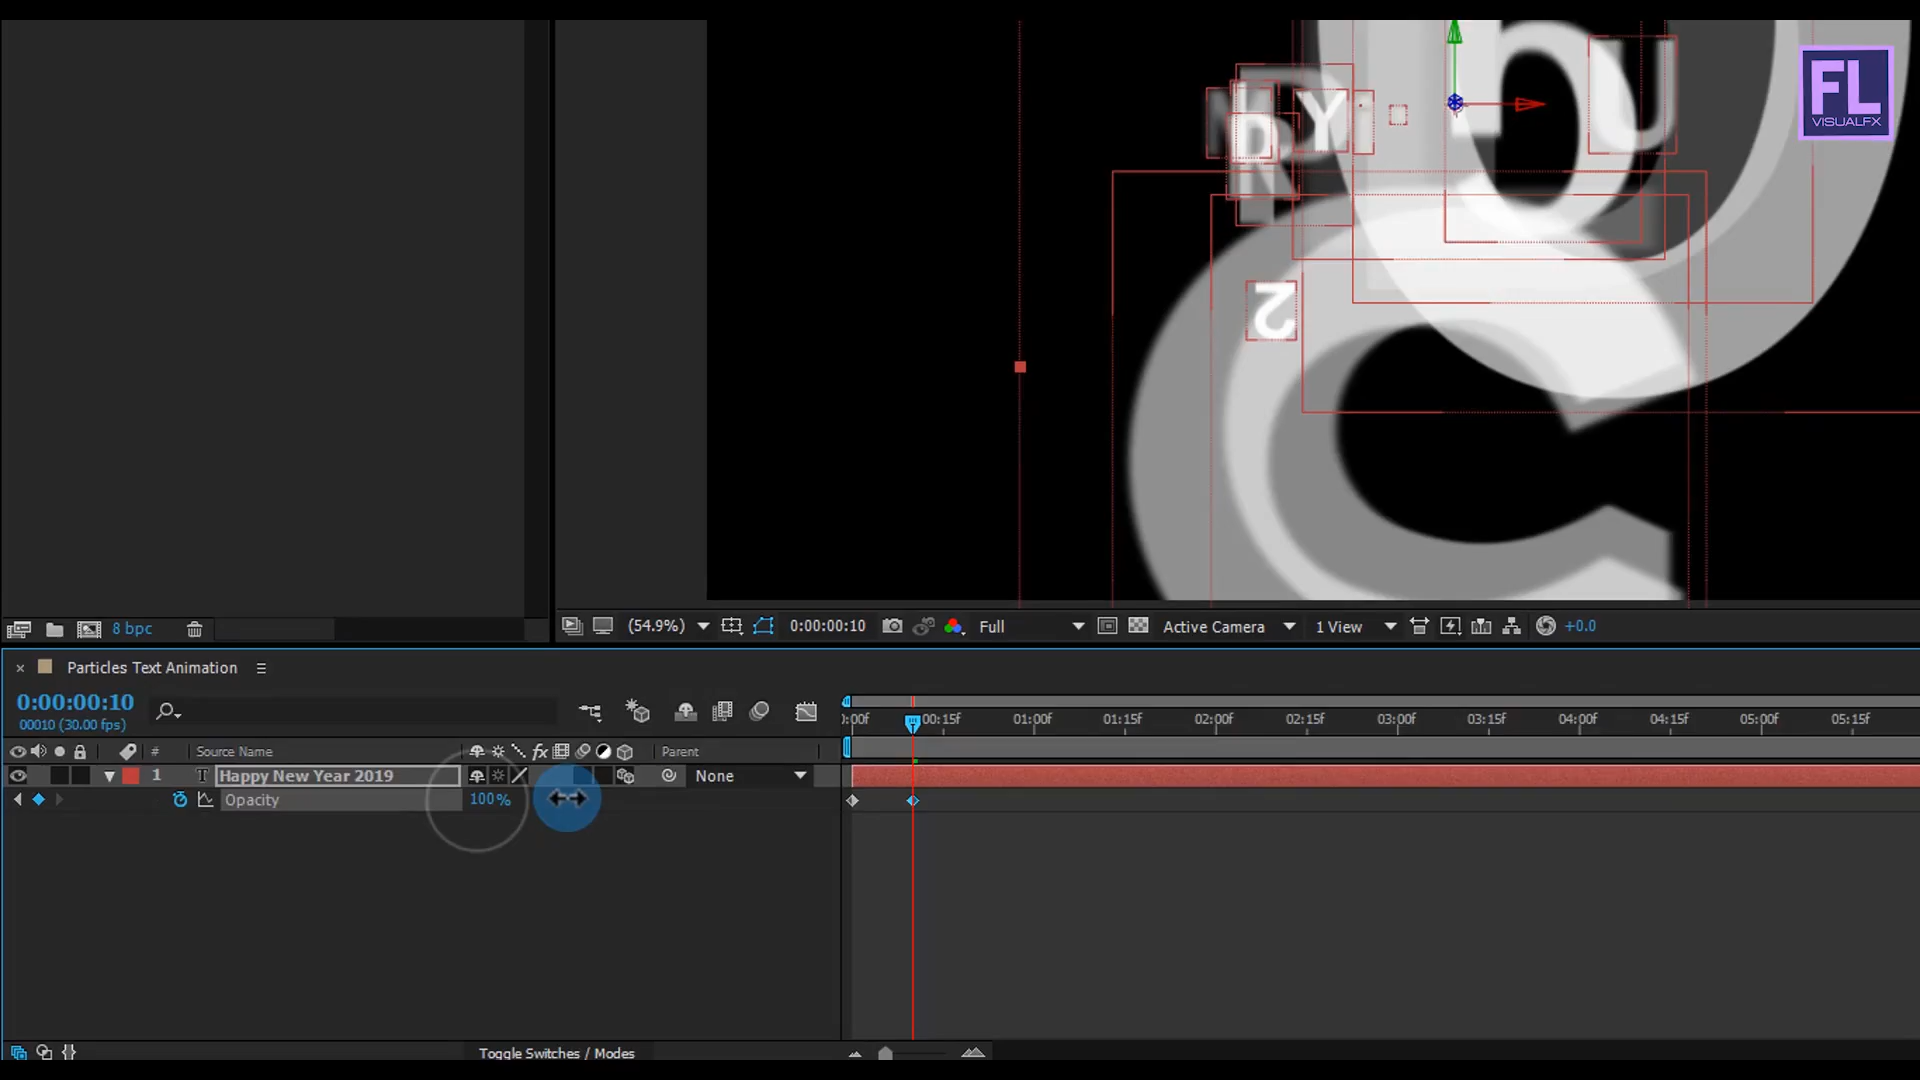 FL
VISUALFX
U
Y
D
R
2
8 bpc
(54.9%)
0:00:00:10
Full
Active Camera
1 View
+0.0
× Particles Text Animation
0:00:00:10
00010 (30.00 fps)
):00f 00:15f 01:00f 01:15f 02:00f 02:15f 03:00f 03:15f 04:00f 04:15f 05:00f 05:15f
# Source Name fx Parent
1 T Happy New Year 2019 None
Opacity 100%
Toggle Switches / Modes